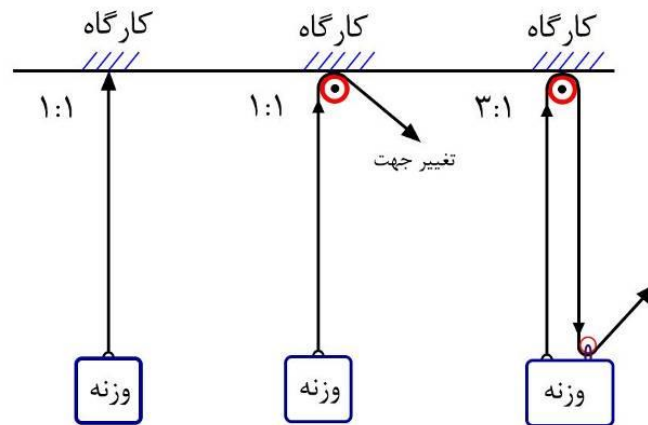 کارگاه کارگاه کارگاه
۱:۱ ۱:۱ ۳:۱
تغییر جهت
وزنه وزنه وزنه